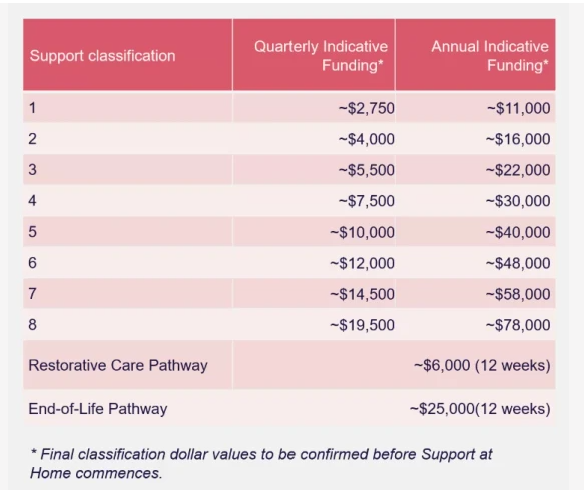 Support classification Quarterly Indicative Funding* Annual Indicative Funding*
1 ~$2,750 ~$11,000
2 ~$4,000 ~$16,000
3 ~$5,500 ~$22,000
4 ~$7,500 ~$30,000
5 ~$10,000 ~$40,000
6 ~$12,000 ~$48,000
7 ~$14,500 ~$58,000
8 ~$19,500 ~$78,000
Restorative Care Pathway ~$6,000 (12 weeks)
End-of-Life Pathway ~$25,000(12 weeks)
* Final classification dollar values to be confirmed before Support at
Home commences.